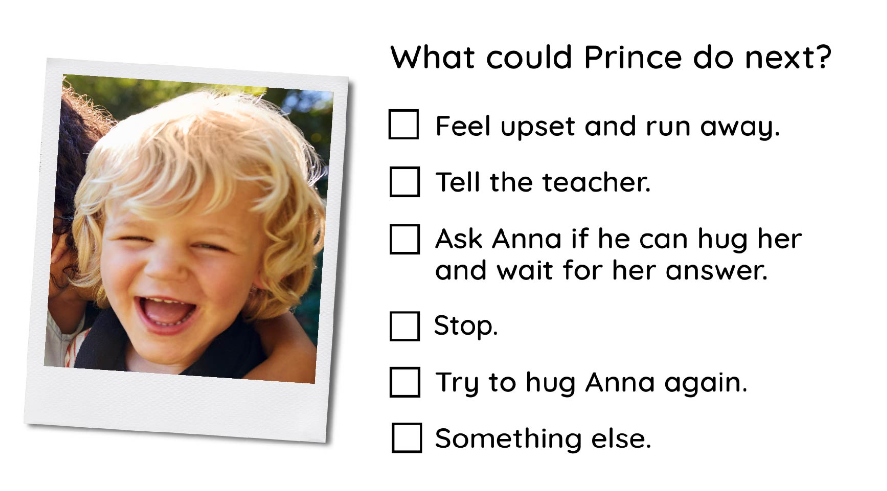 What could Prince do next?
Feel upset and run away.
Tell the teacher.
Ask Anna if he can hug her
and wait for her answer.
Stop.
Try to hug Anna again.
Something else.